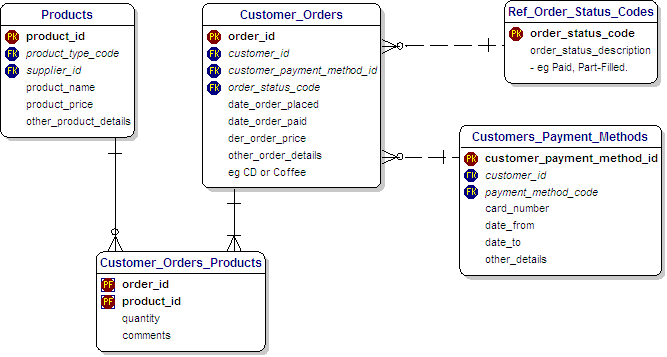 Products
PK product_id
FK product_type_code
FK supplier_id
product_name
product_price
other_product_details
Customer_Orders
PK order_id
FK customer_id
FK customer_payment_method_id
FK order_status_code
date_order_placed
date_order_paid
der_order_price
other_order_details
eg CD or Coffee
Ref_Order_Status_Codes
PK order_status_code
order_status_description
- eg Paid, Part-Filled.
Customers_Payment_Methods
PK customer_payment_method_id
FK customer_id
FK payment_method_code
card_number
date_from
date_to
other_details
Customer_Orders_Products
PF order_id
PF product_id
quantity
comments